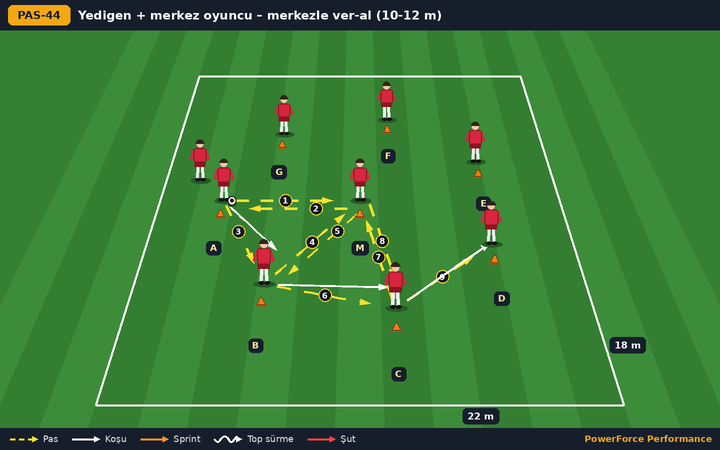 PAS-44
Yedigen + merkez oyuncu – merkezle ver-al (10-12 m)
F
G
E
1
2
3
4
5
8
A
M
7
9
6
D
B
18 m
C
22 m
Pas
Koşu
Sprint
Top sürme
Şut
PowerForce Performance